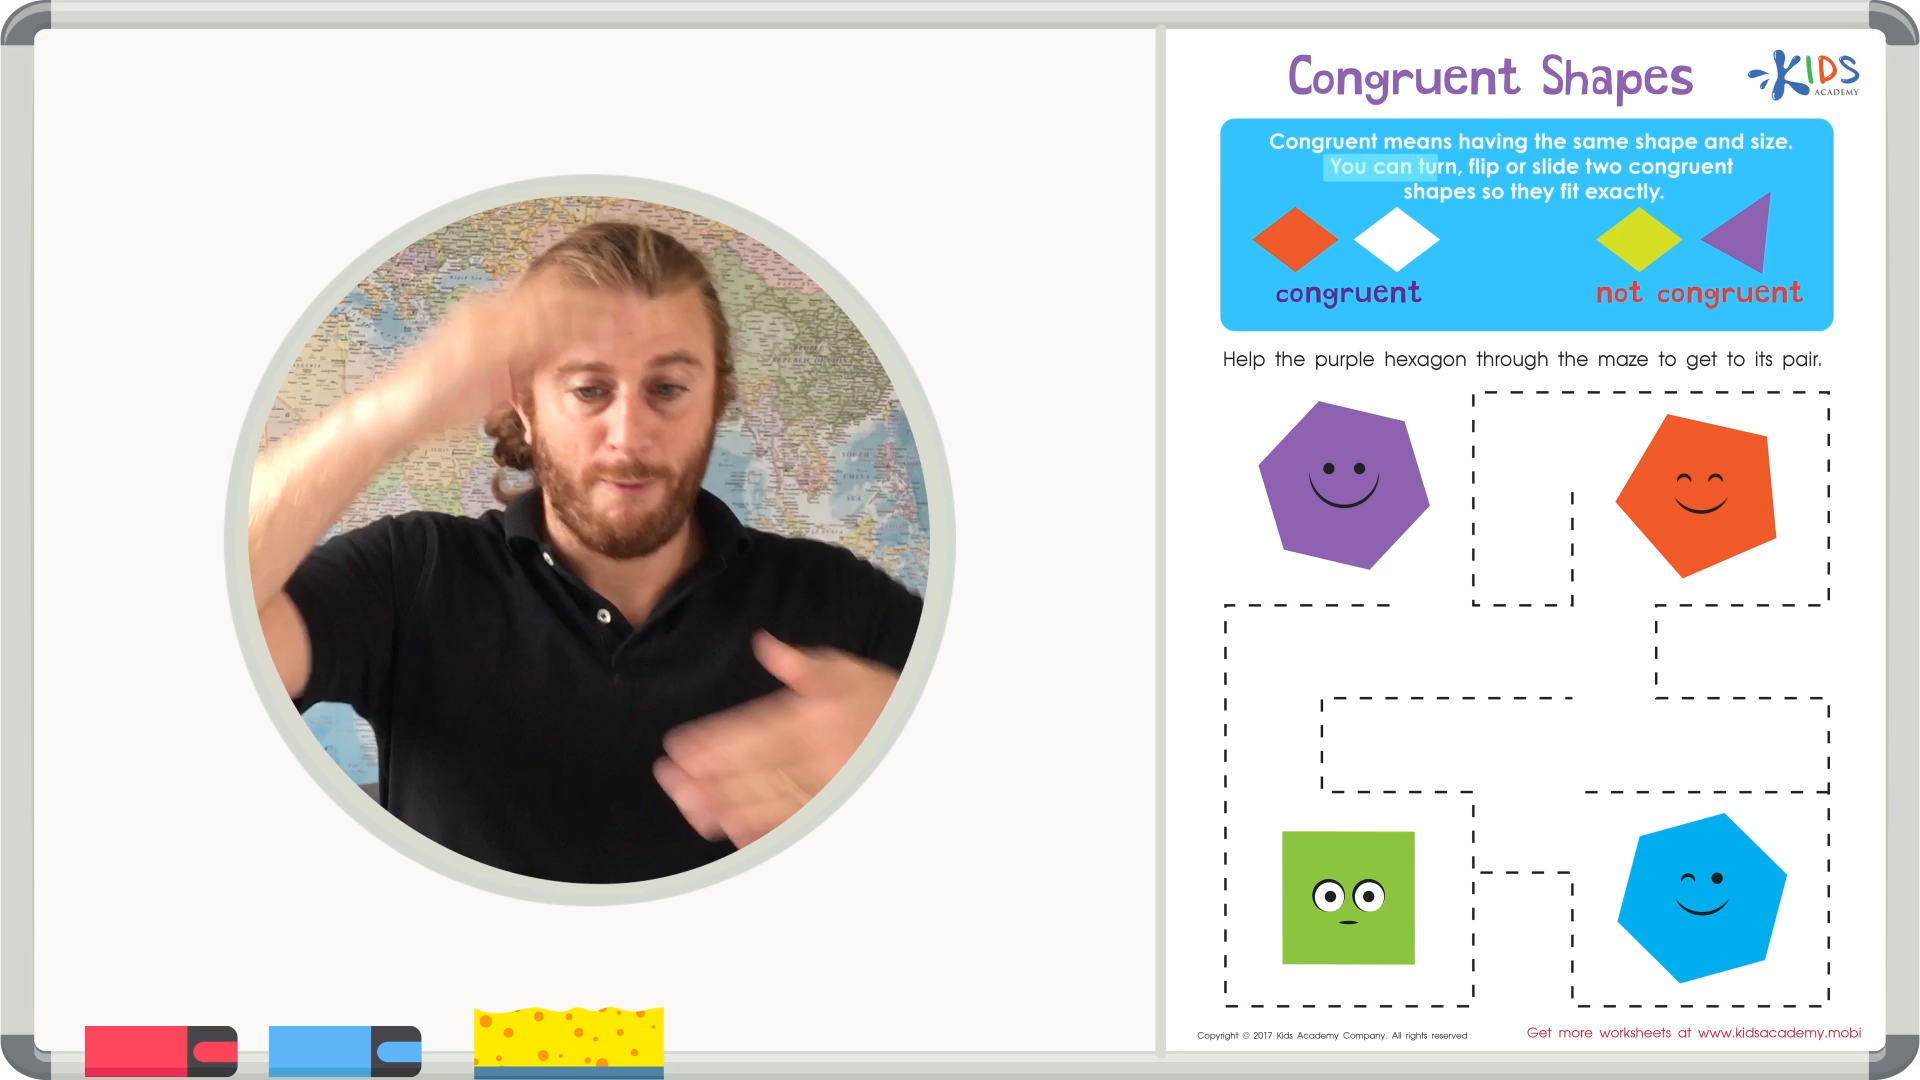 Congruent Shapes
KIDS
ACADEMY
Congruent means having the same shape and size.
You can turn, flip or slide two congruent
shapes so they fit exactly.
congruent
not congruent
Help the purple hexagon through the maze to get to its pair.
Copyright © 2017 Kids Academy Company. All rights reserved
Get more worksheets at www.kidsacademy.mobi